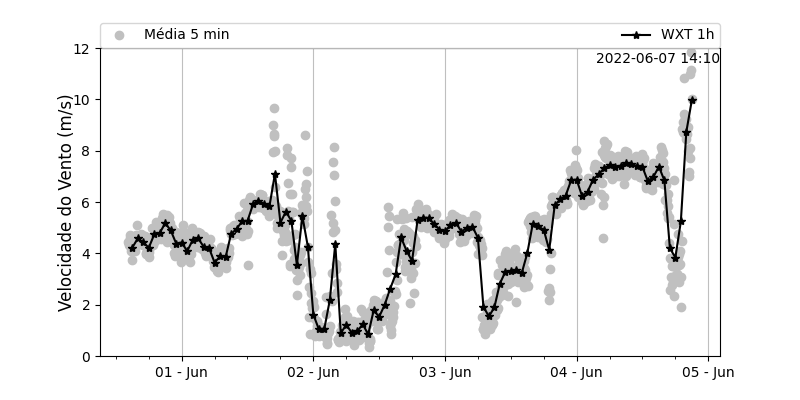 Média 5 min
WXT 1h
2022-06-07 14:10
Velocidade do Vento (m/s)
12
10
8
6
4
2
0
01 - Jun
02 - Jun
03 - Jun
04 - Jun
05 - Jun